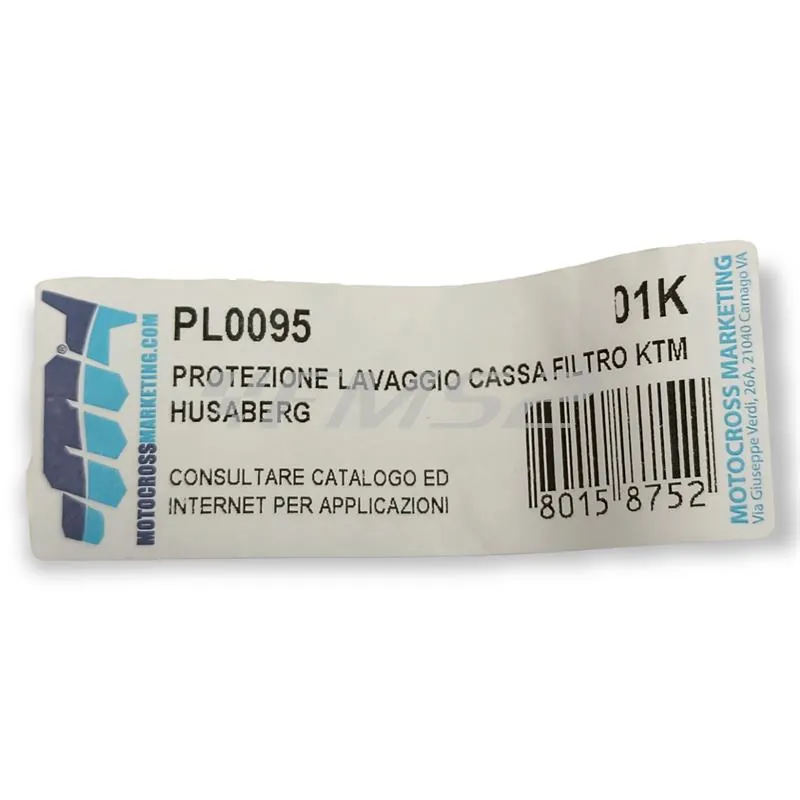 PL0095
01K
PROTEZIONE LAVAGGIO CASSA FILTRO KTM
HUSABERG
CONSULTARE CATALOGO ED
INTERNET PER APPLICAZIONI
8015 8752
MOTOCROSSMARKETING.COM
MOTOCROSS MARKETING
Via Giuseppe Verdi, 26A, 21040 Carnago VA